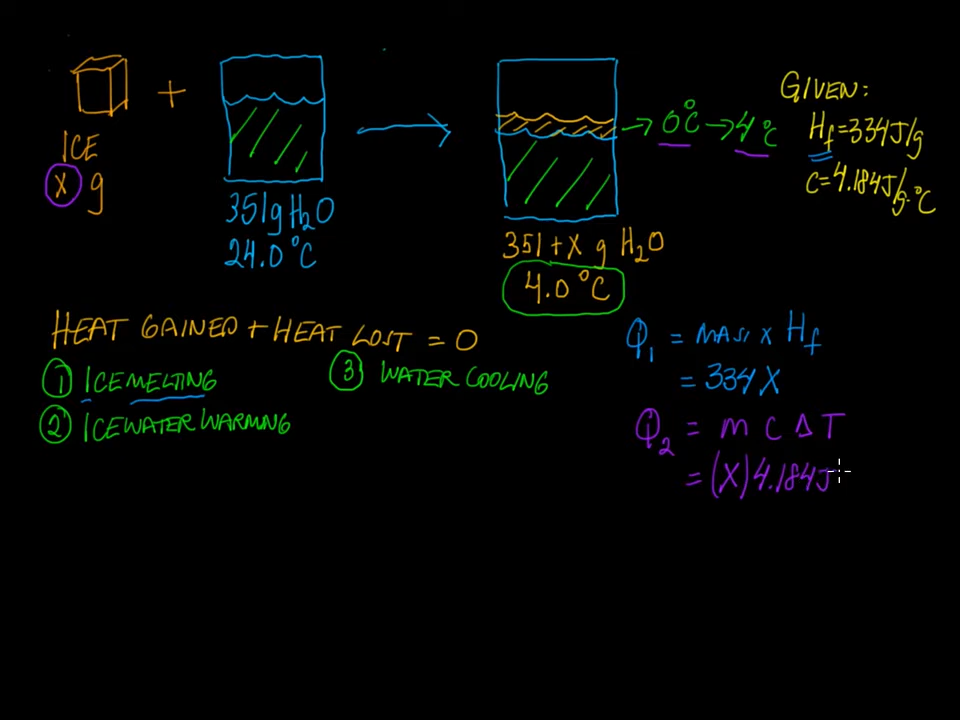 +
ICE
X g
351g H₂O
24.0°C
351 + X g H₂O
4.0°C
→ 0°C → 4°C
GIVEN:
Hf = 334 J/g
C = 4.184 J/g·°C
HEAT GAINED + HEAT LOST = 0
① ICE MELTING
② ICEWATER WARMING
③ WATER COOLING
Q₁ = MASS x Hf
= 334 X
Q₂ = m C Δ T
= (X) 4.184 J